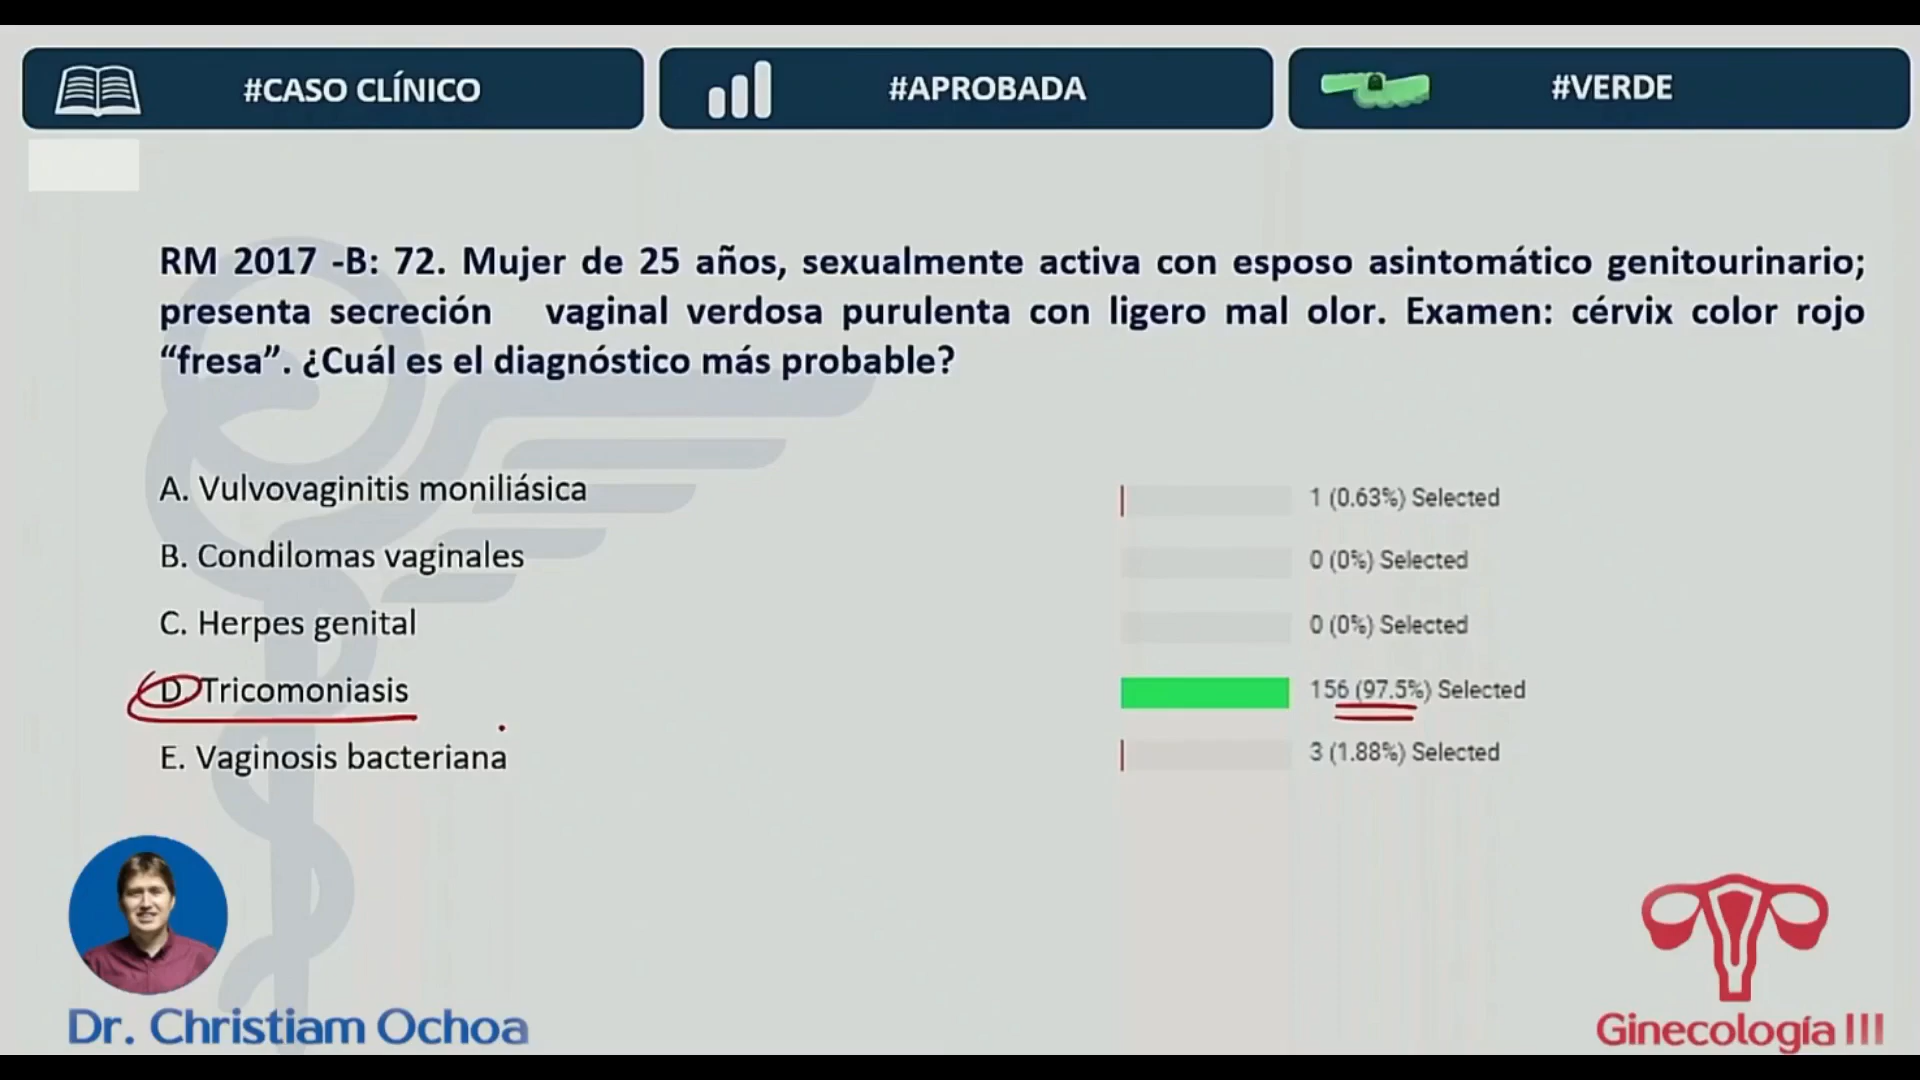 #CASO CLÍNICO
#APROBADA
#VERDE
RM 2017 -B: 72. Mujer de 25 años, sexualmente activa con esposo asintomático genitourinario;
presenta secreción vaginal verdosa purulenta con ligero mal olor. Examen: cérvix color rojo
“fresa”. ¿Cuál es el diagnóstico más probable?
A. Vulvovaginitis moniliásica
1 (0.63%) Selected
B. Condilomas vaginales
0 (0%) Selected
C. Herpes genital
0 (0%) Selected
D. Tricomoniasis
156 (97.5%) Selected
E. Vaginosis bacteriana
3 (1.88%) Selected
Dr. Christiam Ochoa
Ginecología III